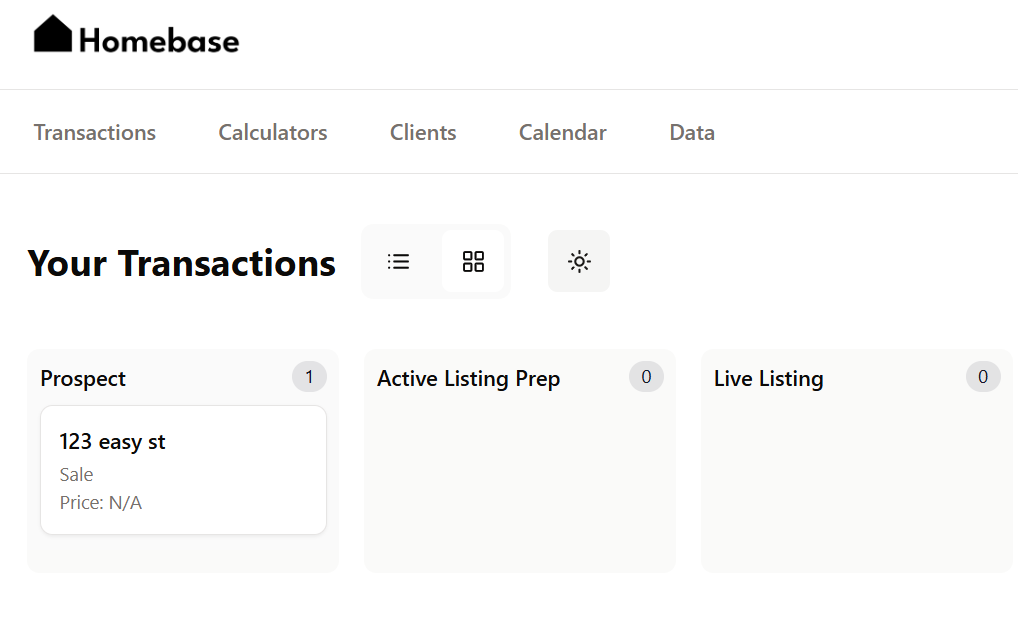 Homebase
Transactions Calculators Clients Calendar Data
Your Transactions
Prospect 1
123 easy st
Sale
Price: N/A
Active Listing Prep 0
Live Listing 0